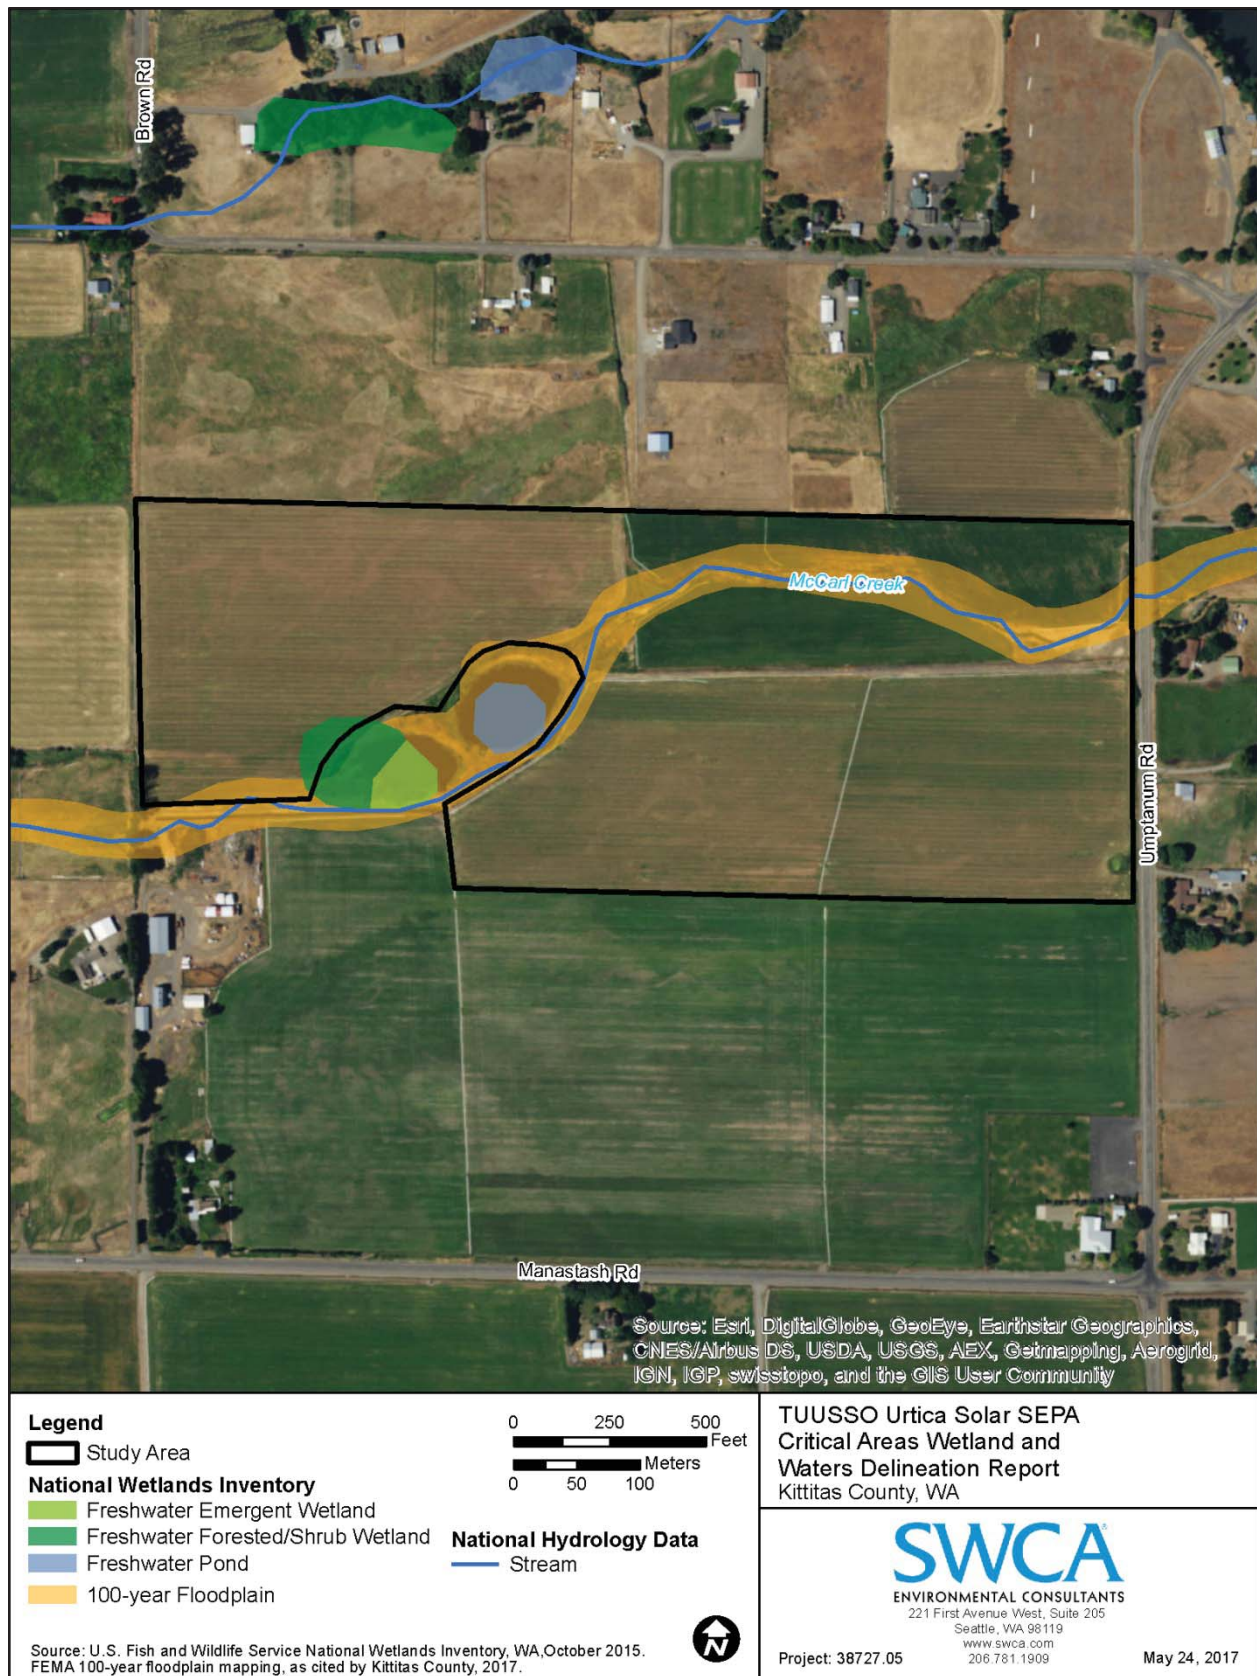 Brown Rd
McCarl Creek
Umptanum Rd
Manastash Rd
Source: Esri, DigitalGlobe, GeoEye, Earthstar Geographics,
CNES/Airbus DS, USDA, USGS, AEX, Getmapping, Aerogrid,
IGN, IGP, swisstopo, and the GIS User Community
Legend
Study Area
National Wetlands Inventory
Freshwater Emergent Wetland
Freshwater Forested/Shrub Wetland
Freshwater Pond
100-year Floodplain
0 250 500
Feet
Meters
0 50 100
National Hydrology Data
Stream
Source: U.S. Fish and Wildlife Service National Wetlands Inventory, WA,October 2015.
FEMA 100-year floodplain mapping, as cited by Kittitas County, 2017.
N
TUUSSO Urtica Solar SEPA
Critical Areas Wetland and
Waters Delineation Report
Kittitas County, WA
SWCA
ENVIRONMENTAL CONSULTANTS
221 First Avenue West, Suite 205
Seattle, WA 98119
www.swca.com
206.781.1909
Project: 38727.05
May 24, 2017